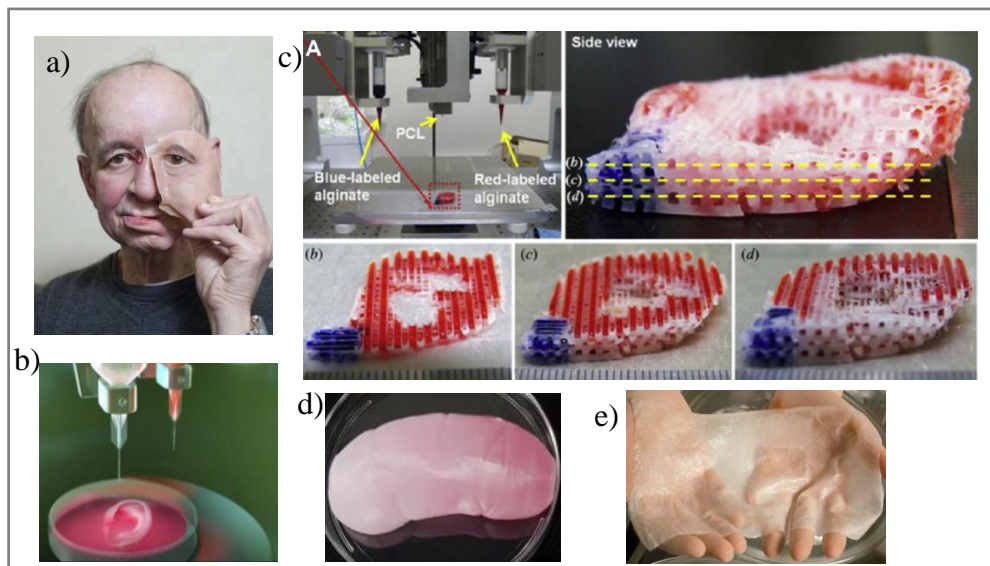 a)
c)
A
PCL
Blue-labeled
alginate
Red-labeled
alginate
Side view
(b)
(c)
(d)
(b)
(c)
(d)
b)
d)
e)